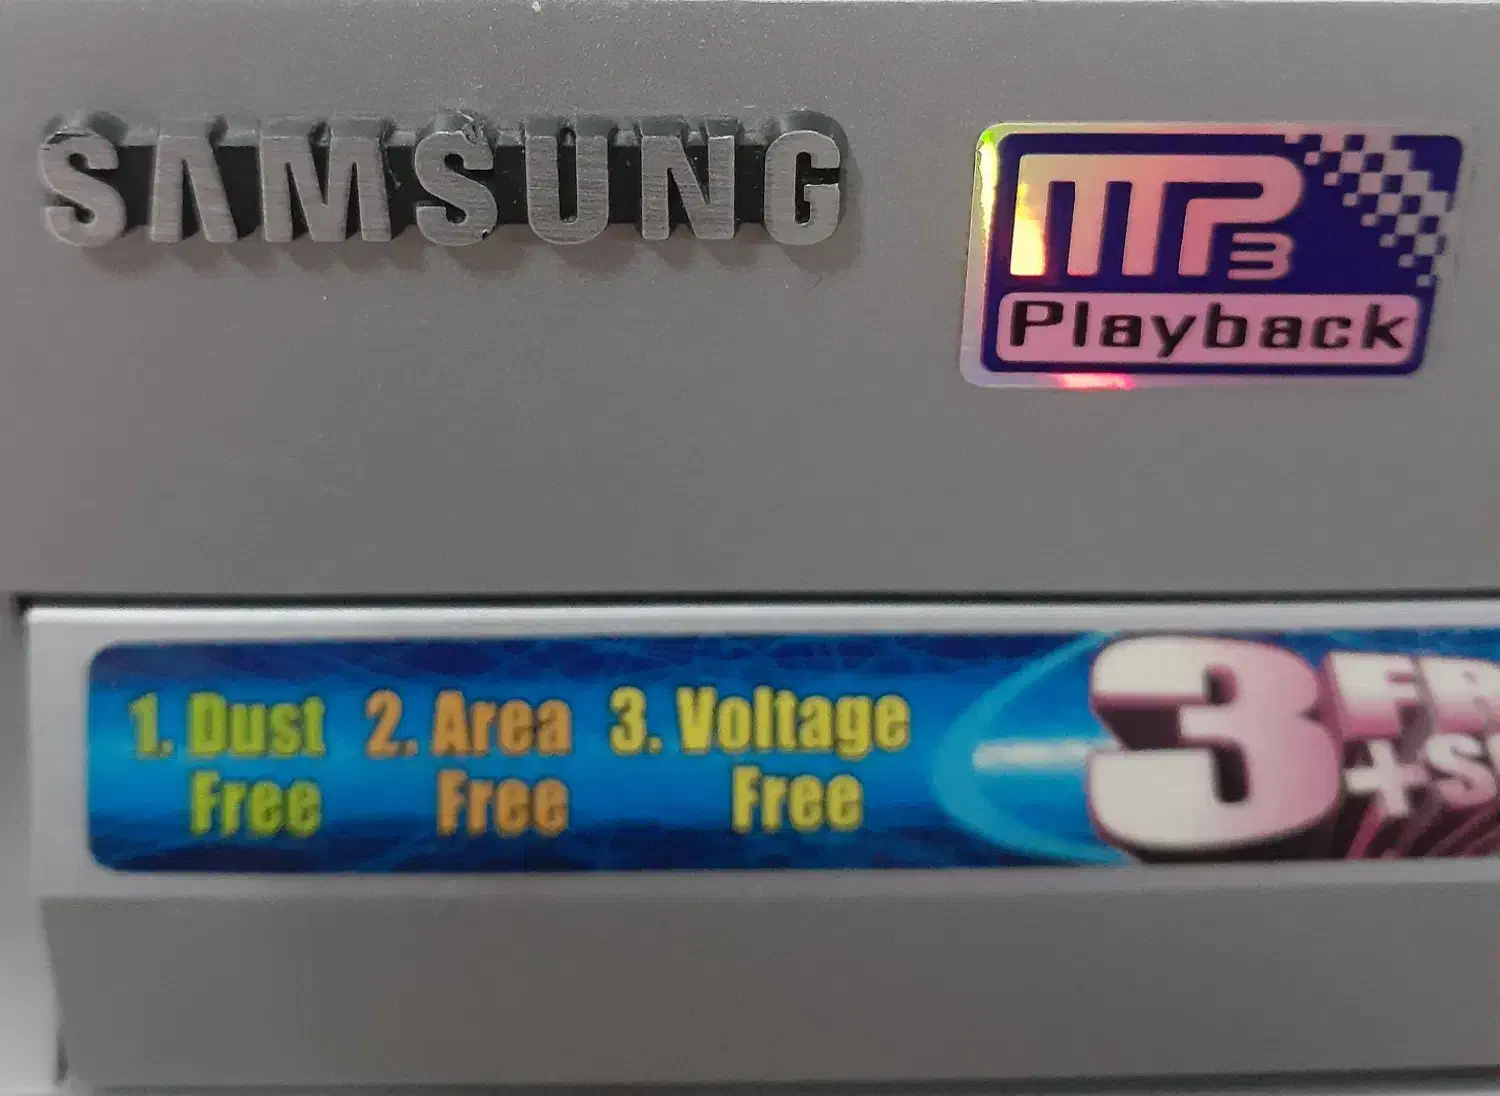 SAMSUNG
MP3
Playback
1. Dust 2. Area 3. Voltage
Free Free Free
3